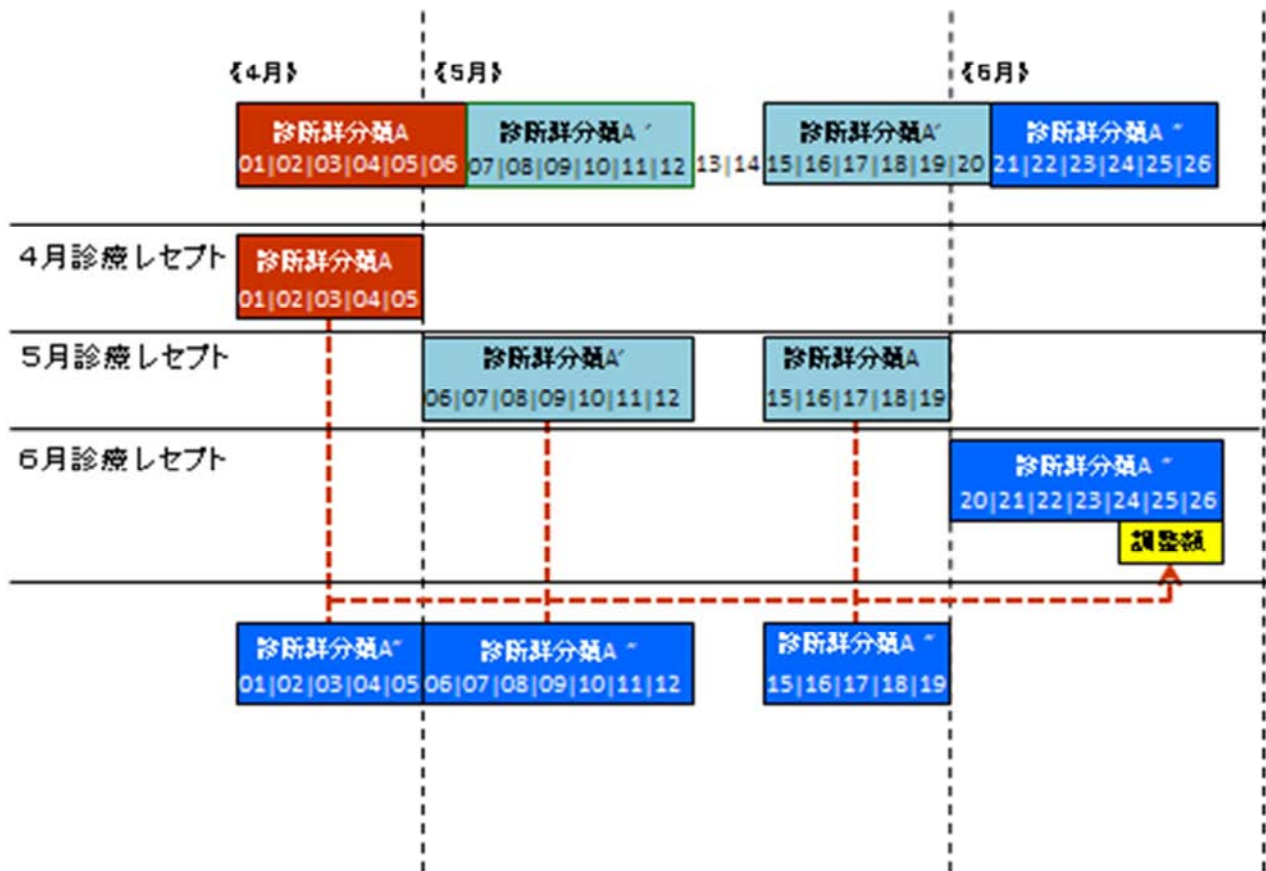 《4月》 《5月》 《6月》
診断群分類A 診断群分類A´ 診断群分類A´ 診断群分類A ˝
01|02|03|04|05|06 07|08|09|10|11|12 13|14 15|16|17|18|19|20 21|22|23|24|25|26
4月診療レセプト
診断群分類A
01|02|03|04|05
5月診療レセプト
診断群分類A´ 診断群分類A
06|07|08|09|10|11|12 15|16|17|18|19
6月診療レセプト
診断群分類A ˝
20|21|22|23|24|25|26
調整額
診断群分類A˝ 診断群分類A ˝ 診断群分類A ˝
01|02|03|04|05 06|07|08|09|10|11|12 15|16|17|18|19